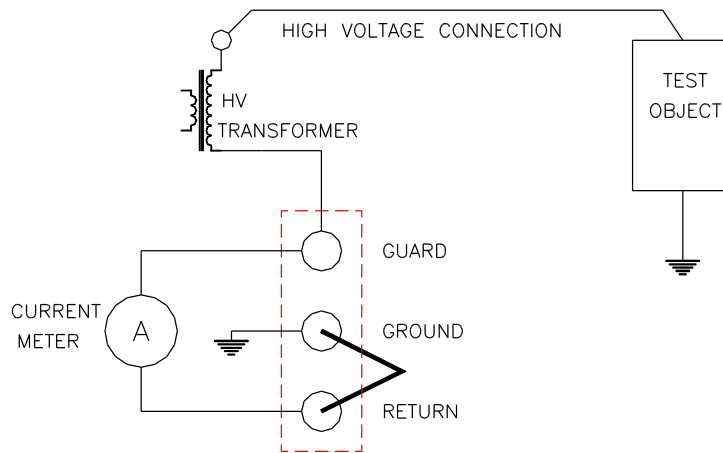 HIGH VOLTAGE CONNECTION
TEST
OBJECT
HV
TRANSFORMER
GUARD
CURRENT
METER
A
GROUND
RETURN